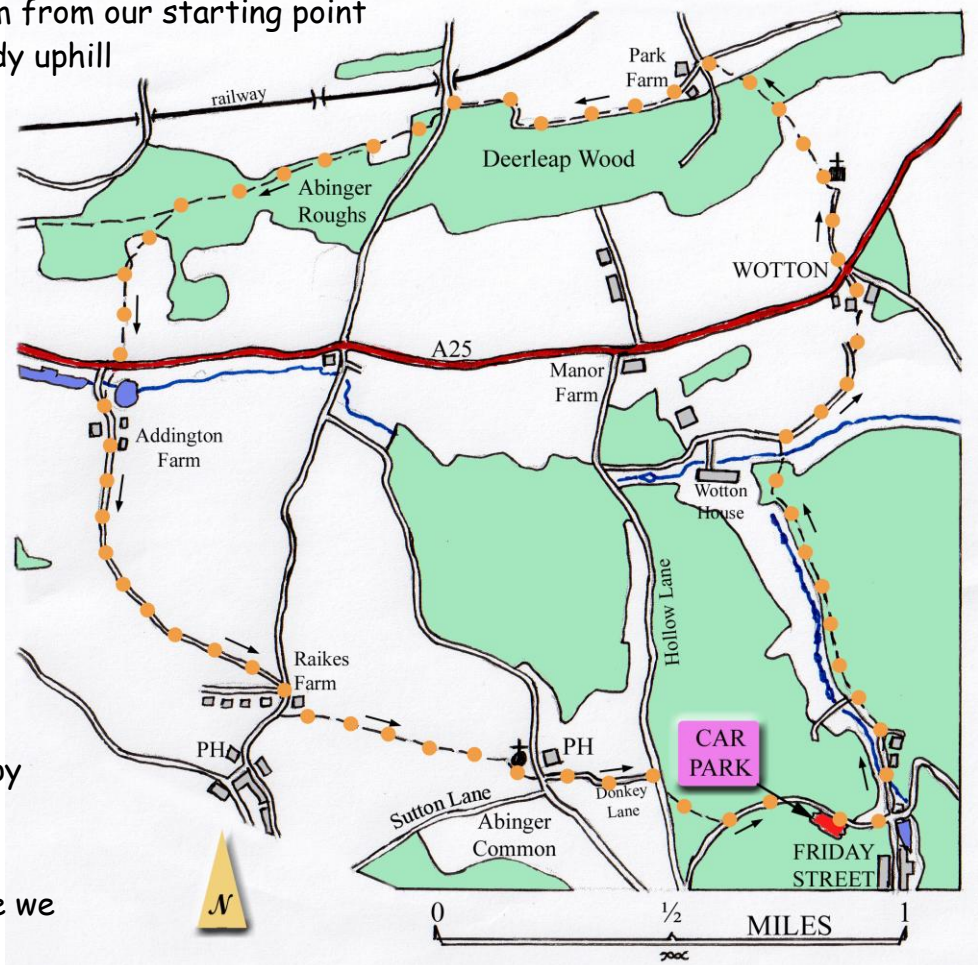 n from our starting point
dy uphill
railway
Park
Farm
Deerleap Wood
Abinger
Roughs
WOTTON
A25
Manor
Farm
Addington
Farm
Wotton
House
Hollow Lane
Raikes
Farm
PH
PH
CAR
PARK
by
Donkey
Lane
Sutton Lane
Abinger
Common
FRIDAY
STREET
e we
N
0 ½ 1
MILES